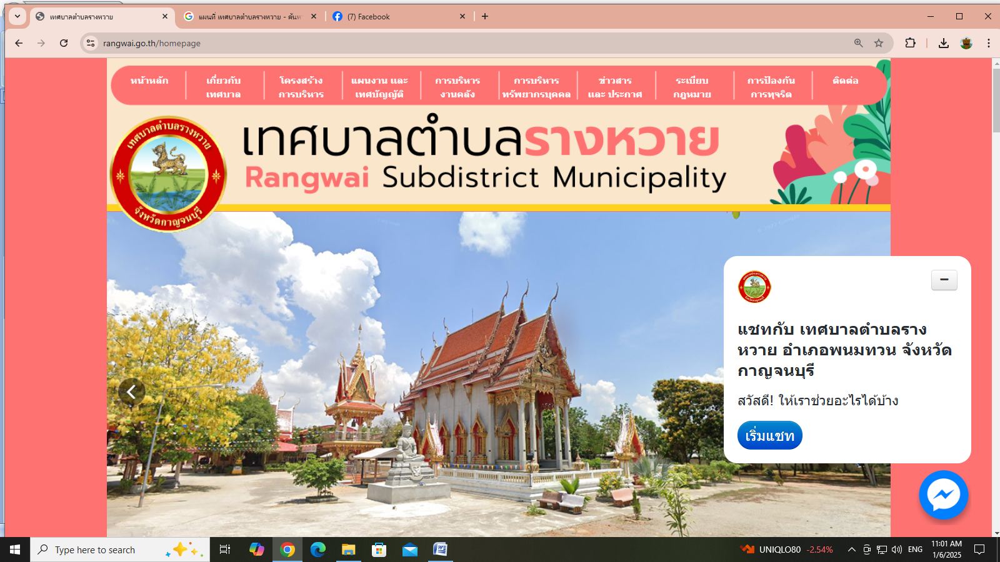 เทศบาลตำบลรางหวาย
แผนที่ เทศบาลตำบลรางหวาย - ค้นหา
(7) Facebook
rangwai.go.th/homepage
หน้าหลัก
เกี่ยวกับ
เทศบาล
โครงสร้าง
การบริหาร
แผนงาน และ
เทศบัญญัติ
การบริหาร
งานคลัง
การบริหาร
ทรัพยากรบุคคล
ข่าวสาร
และ ประกาศ
ระเบียบ
กฎหมาย
การป้องกัน
การทุจริต
ติดต่อ
เทศบาลตำบลรางหวาย
จังหวัดกาญจนบุรี
เทศบาลตำบลรางหวาย
Rangwai Subdistrict Municipality
แชทกับ เทศบาลตำบลราง
หวาย อำเภอพนมทวน จังหวัด
กาญจนบุรี
สวัสดี! ให้เราช่วยอะไรได้บ้าง
เริ่มแชท
Type here to search
UNIQLO80 -2.54%
ENG
11:01 AM
1/6/2025